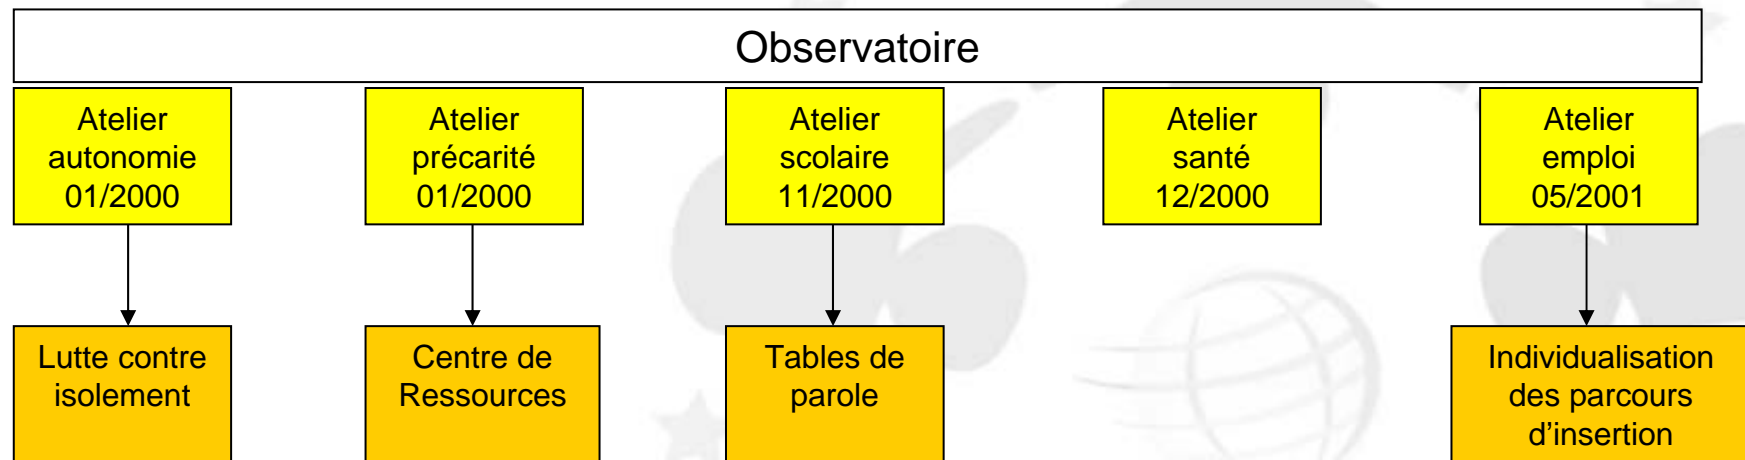 Observatoire
Atelier
autonomie
01/2000
Atelier
précarité
01/2000
Atelier
scolaire
11/2000
Atelier
santé
12/2000
Atelier
emploi
05/2001
Lutte contre
isolement
Centre de
Ressources
Tables de
parole
Individualisation
des parcours
d’insertion